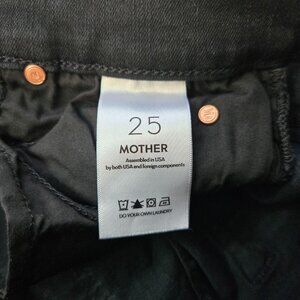 25
MOTHER
Assembled in USA
by both USA and foreign components
DO YOUR OWN LAUNDRY